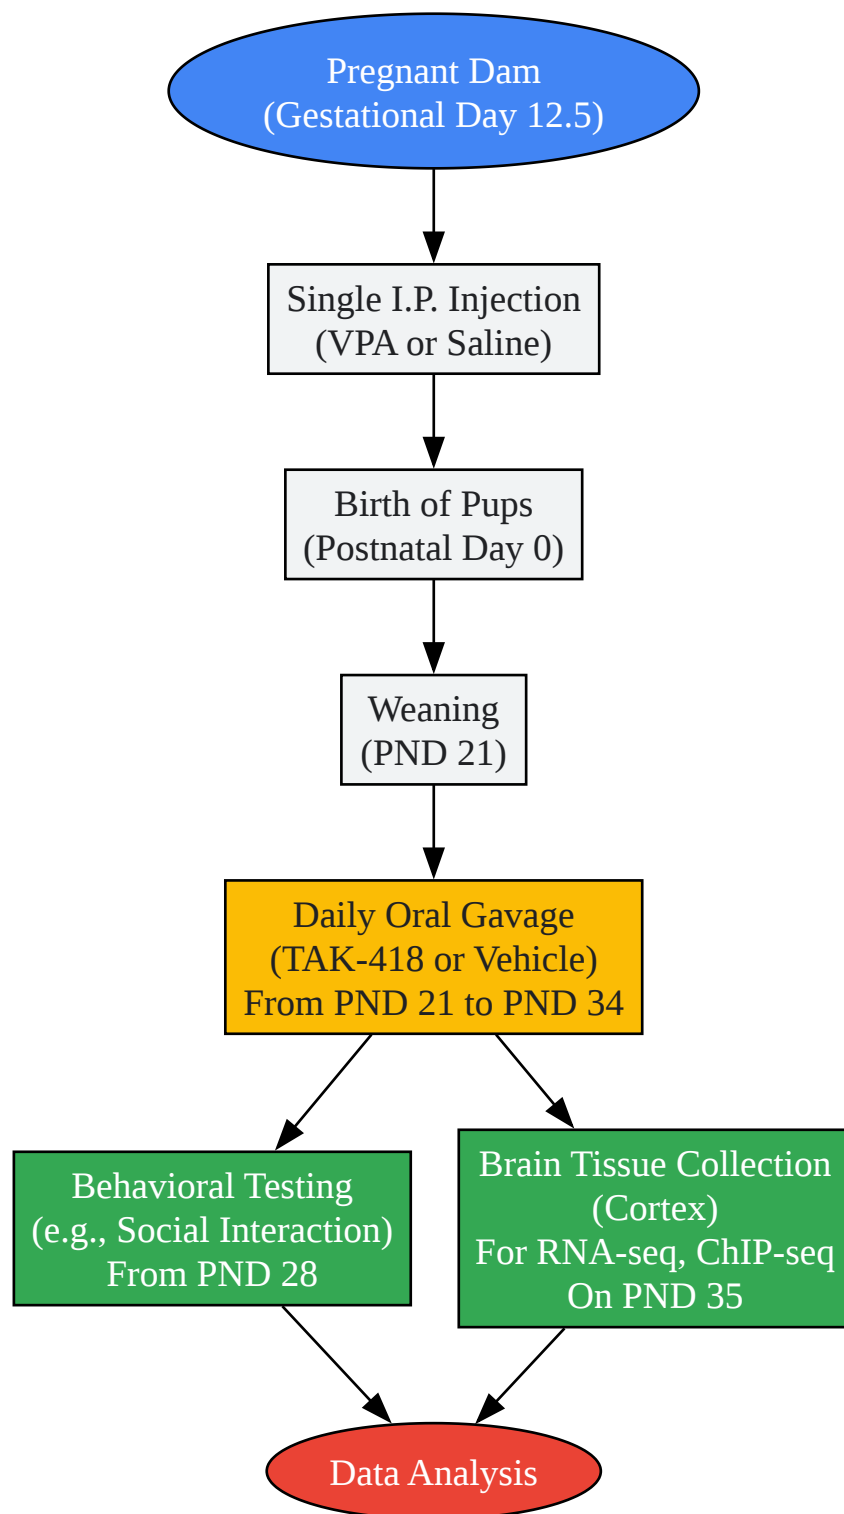 Pregnant Dam
(Gestational Day 12.5)
Single I.P. Injection
(VPA or Saline)
Birth of Pups
(Postnatal Day 0)
Weaning
(PND 21)
Daily Oral Gavage
(TAK-418 or Vehicle)
From PND 21 to PND 34
Behavioral Testing
(e.g., Social Interaction)
From PND 28
Brain Tissue Collection
(Cortex)
For RNA-seq, ChIP-seq
On PND 35
Data Analysis